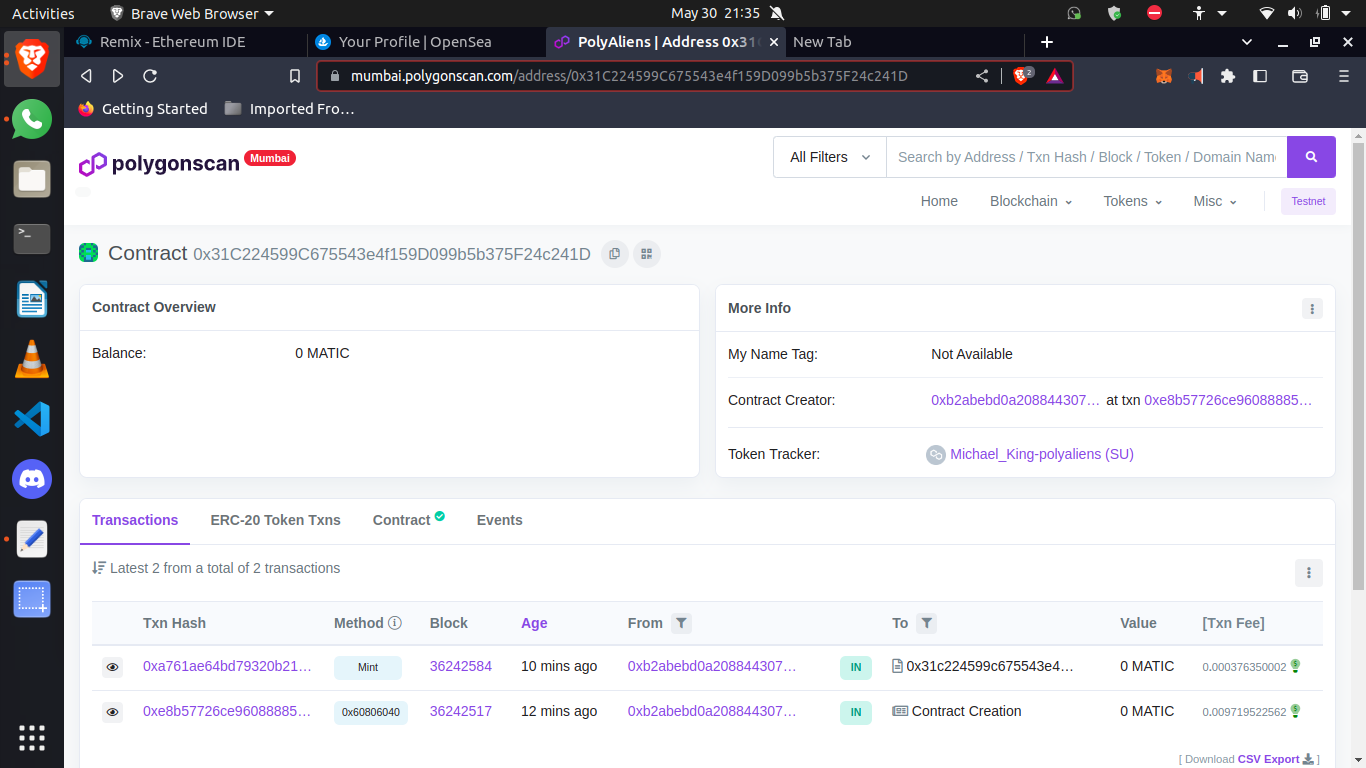 Activities
Brave Web Browser
May 30 21:35
Remix - Ethereum IDE
Your Profile | OpenSea
PolyAliens | Address 0x31
New Tab
mumbai.polygonscan.com/address/0x31C224599C675543e4f159D099b5b375F24c241D
2
Getting Started
Imported Fro…
polygonscan
Mumbai
All Filters
Search by Address / Txn Hash / Block / Token / Domain Name
Home
Blockchain
Tokens
Misc
Testnet
Contract 0x31C224599C675543e4f159D099b5b375F24c241D
Contract Overview
Balance:
0 MATIC
More Info
My Name Tag:
Not Available
Contract Creator:
0xb2abebd0a208844307… at txn 0xe8b57726ce96088885…
Token Tracker:
Michael_King-polyaliens (SU)
Transactions
ERC-20 Token Txns
Contract
Events
Latest 2 from a total of 2 transactions
Txn Hash Method Block Age From To Value [Txn Fee]
0xa761ae64bd79320b21… Mint 36242584 10 mins ago 0xb2abebd0a208844307… IN 0x31c224599c675543e4… 0 MATIC 0.000376350002
0xe8b57726ce96088885… 0x60806040 36242517 12 mins ago 0xb2abebd0a208844307… IN Contract Creation 0 MATIC 0.009719522562
[ Download CSV Export ]